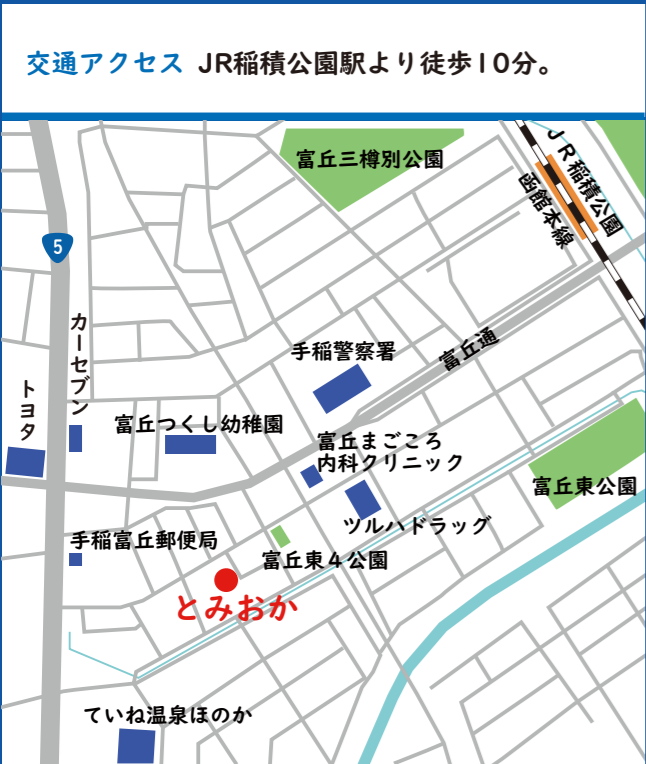 交通アクセス JR稲積公園駅より徒歩10分。
富丘三樽別公園
JR稲積公園
函館本線
5
カーセブン
トヨタ
手稲警察署
富丘通
富丘つくし幼稚園
富丘まごころ
内科クリニック
富丘東公園
ツルハドラッグ
手稲富丘郵便局
富丘東4公園
とみおか
ていね温泉ほのか